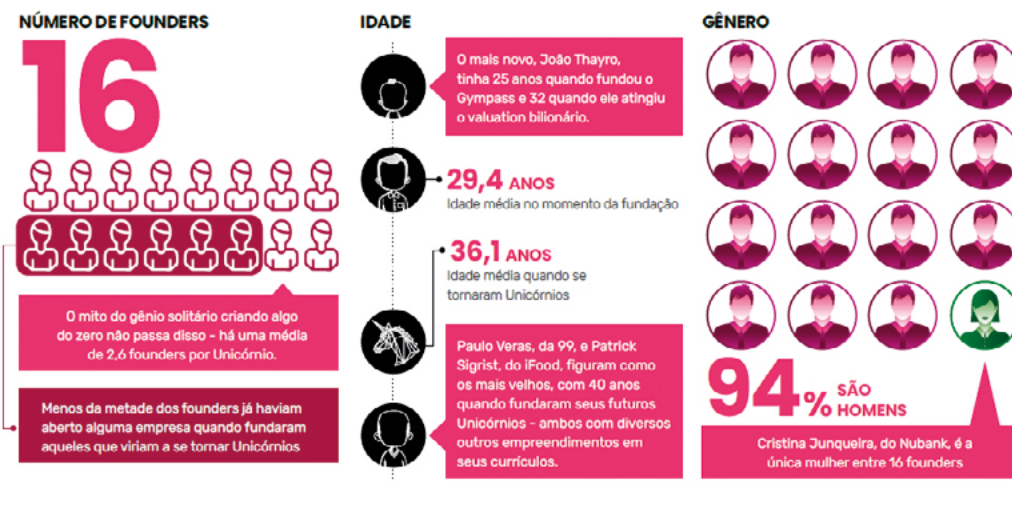 NÚMERO DE FOUNDERS
16
O mito do gênio solitário criando algo
do zero não passa disso - há uma média
de 2,6 founders por Unicórnio.
Menos da metade dos founders já haviam
aberto alguma empresa quando fundaram
aqueles que viriam a se tornar Unicórnios
IDADE
O mais novo, João Thayro,
tinha 25 anos quando fundou o
Gympass e 32 quando ele atingiu
o valuation bilionário.
29,4 ANOS
Idade média no momento da fundação
36,1 ANOS
Idade média quando se
tornaram Unicórnios
Paulo Veras, da 99, e Patrick
Sigrist, do iFood, figuram como
os mais velhos, com 40 anos
quando fundaram seus futuros
Unicórnios - ambos com diversos
outros empreendimentos em
seus currículos.
GÊNERO
94% SÃO
HOMENS
Cristina Junqueira, do Nubank, é a
única mulher entre 16 founders